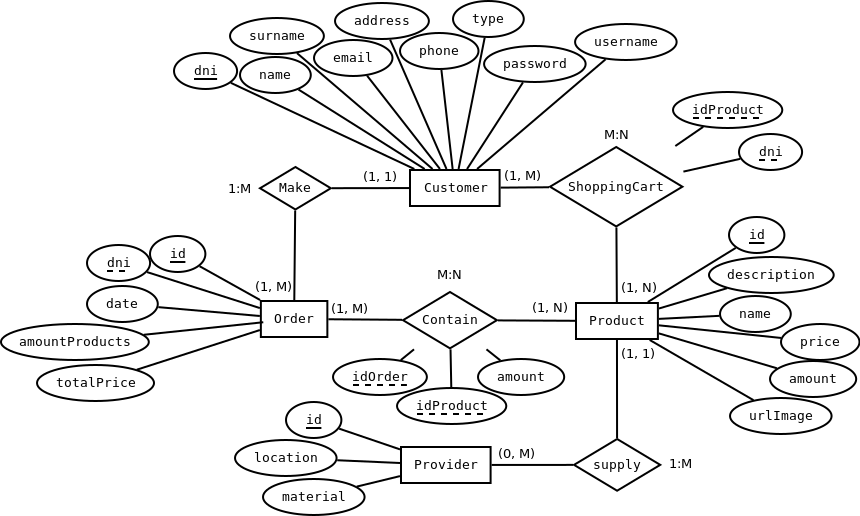 type
address
surname
username
phone
email
password
dni
name
idProduct
M:N
dni
(1, 1)
(1, M)
1:M
Make
Customer
ShoppingCart
id
id
dni
M:N
description
(1, M)
(1, N)
date
(1, M)
(1, N)
name
Order
Contain
Product
amountProducts
price
(1, 1)
idOrder
amount
amount
totalPrice
idProduct
urlImage
id
location
(0, M)
Provider
supply
1:M
material